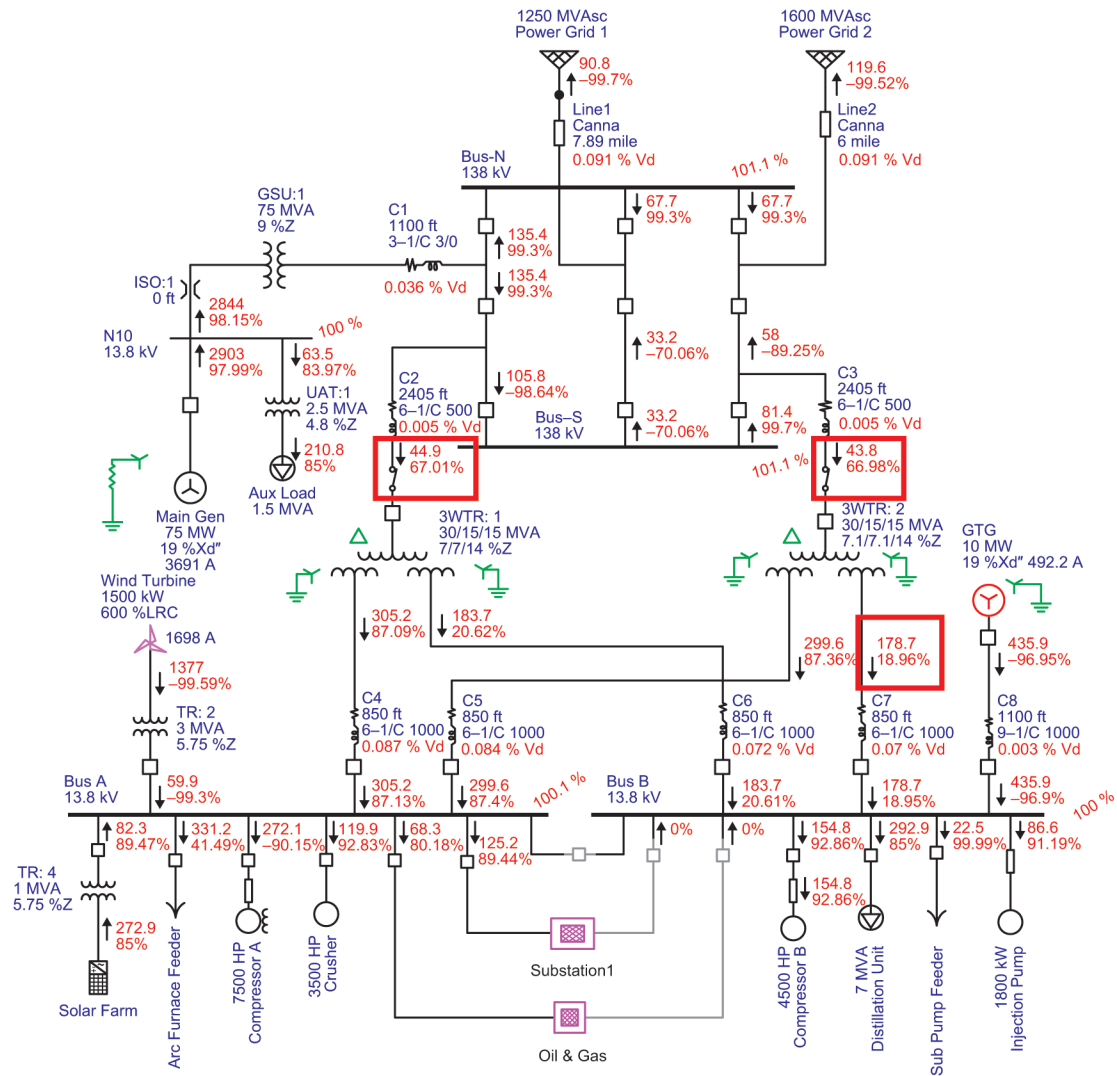 1250 MVAsc
Power Grid 1
90.8
–99.7%
1600 MVAsc
Power Grid 2
119.6
–99.52%
Line1
Canna
7.89 mile
0.091 % Vd
Line2
Canna
6 mile
0.091 % Vd
Bus-N
138 kV
101.1 %
GSU:1
75 MVA
9 %Z
C1
1100 ft
3–1/C 3/0
0.036 % Vd
135.4
99.3%
135.4
99.3%
67.7
99.3%
67.7
99.3%
ISO:1
0 ft
2844
98.15%
N10
13.8 kV
100 %
2903
97.99%
63.5
83.97%
UAT:1
2.5 MVA
4.8 %Z
210.8
85%
Aux Load
1.5 MVA
Main Gen
75 MW
19 %Xd"
3691 A
C2
2405 ft
6–1/C 500
0.005 % Vd
105.8
–98.64%
33.2
–70.06%
58
–89.25%
C3
2405 ft
6–1/C 500
0.005 % Vd
33.2
–70.06%
81.4
99.7%
Bus–S
138 kV
101.1 %
44.9
67.01%
43.8
66.98%
3WTR: 1
30/15/15 MVA
7/7/14 %Z
3WTR: 2
30/15/15 MVA
7.1/7.1/14 %Z
GTG
10 MW
19 %Xd" 492.2 A
Wind Turbine
1500 kW
600 %LRC
1698 A
1377
–99.59%
TR: 2
3 MVA
5.75 %Z
305.2
87.09%
183.7
20.62%
299.6
87.36%
178.7
18.96%
435.9
–96.95%
C4
850 ft
6–1/C 1000
0.087 % Vd
C5
850 ft
6–1/C 1000
0.084 % Vd
C6
850 ft
6–1/C 1000
0.072 % Vd
C7
850 ft
6–1/C 1000
0.07 % Vd
C8
1100 ft
9–1/C 1000
0.003 % Vd
Bus A
13.8 kV
59.9
–99.3%
305.2
87.13%
299.6
87.4%
100.1 %
Bus B
13.8 kV
183.7
20.61%
178.7
18.95%
435.9
–96.9%
100 %
82.3
89.47%
331.2
41.49%
272.1
–90.15%
119.9
92.83%
68.3
80.18%
125.2
89.44%
0%
0%
154.8
92.86%
292.9
85%
22.5
99.99%
86.6
91.19%
TR: 4
1 MVA
5.75 %Z
272.9
85%
Solar Farm
Arc Furnace Feeder
7500 HP
Compressor A
3500 HP
Crusher
Substation1
Oil & Gas
154.8
92.86%
4500 HP
Compressor B
7 MVA
Distillation Unit
Sub Pump Feeder
1800 kW
Injection Pump